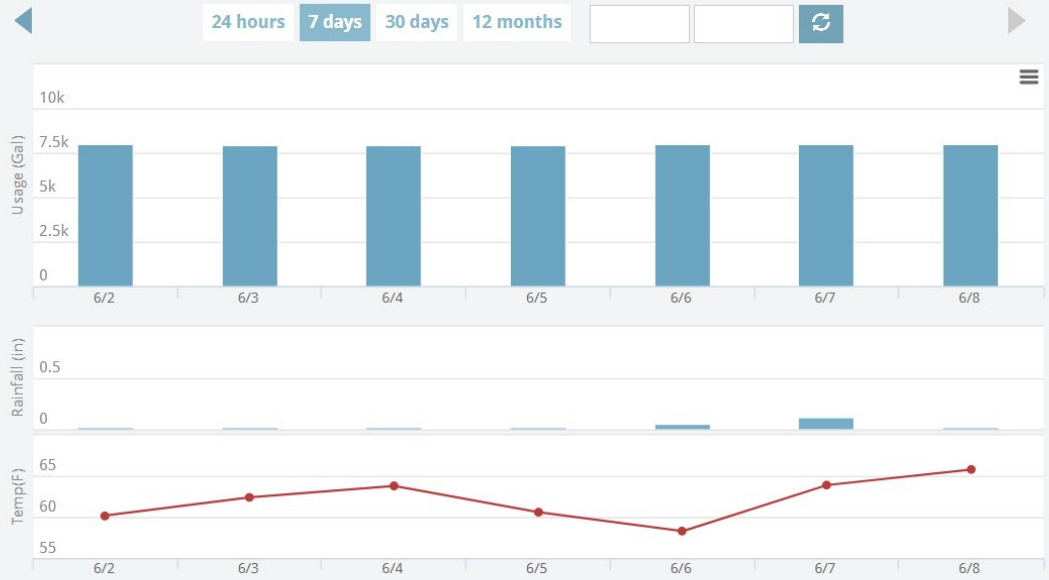 24 hours 7 days 30 days 12 months
Usage (Gal)
10k
7.5k
5k
2.5k
0
6/2 6/3 6/4 6/5 6/6 6/7 6/8
Rainfall (in)
0.5
0
Temp(F)
65
60
55
6/2 6/3 6/4 6/5 6/6 6/7 6/8